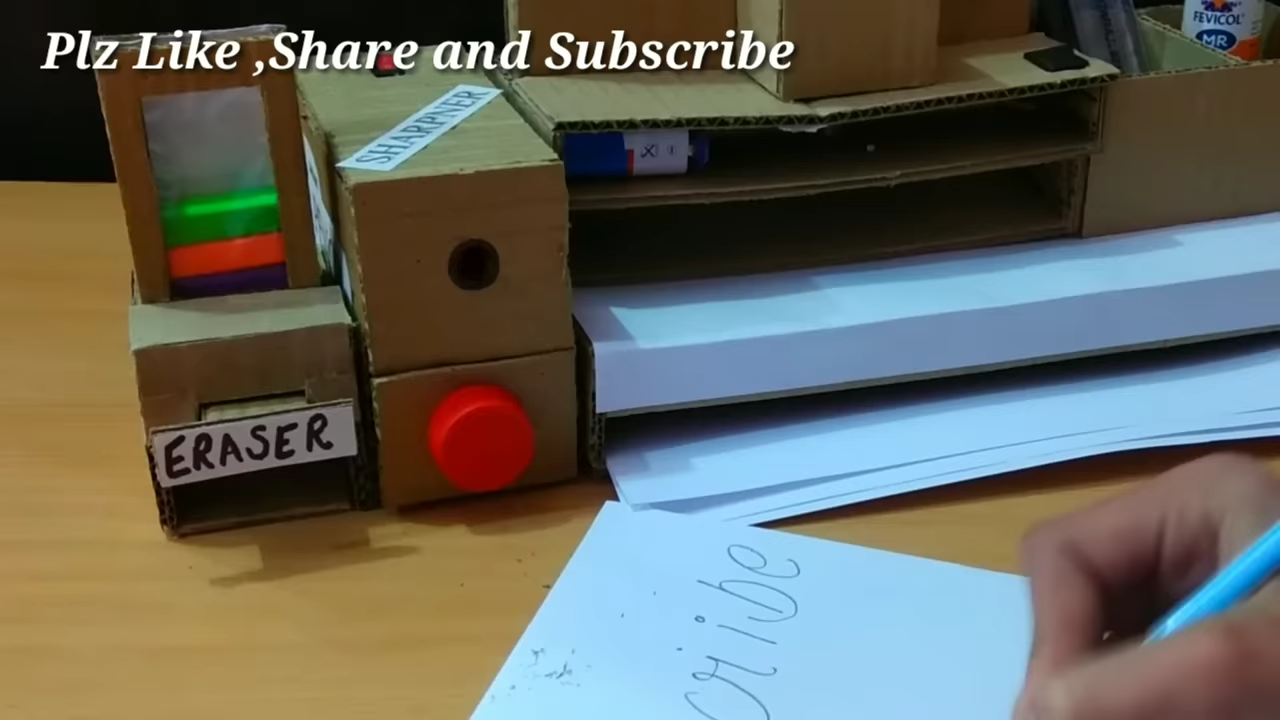 Plz Like ,Share and Subscribe
FEVICOL
MR
SHARPNER
ERASER
cribe